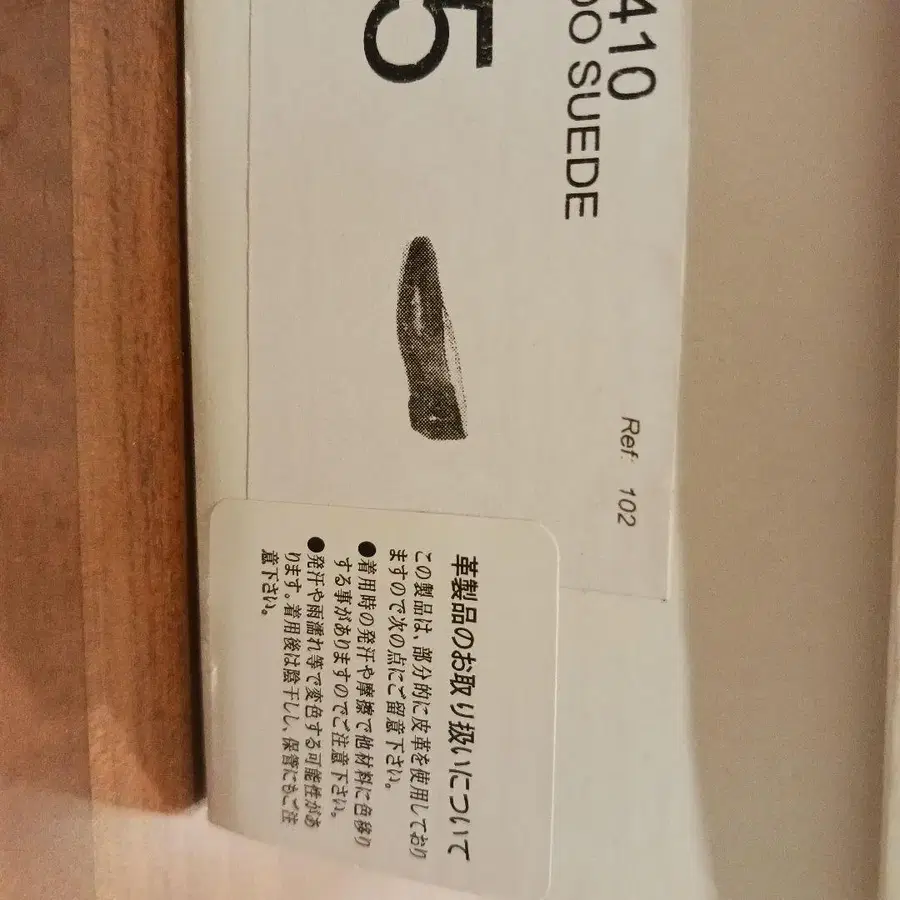 410
DO SUEDE
5
Ref: 102
革製品のお取り扱いについて
この製品は、部分的に皮革を使用しており
ますので次の点にご留意下さい。
●着用時の発汗や摩擦で他材料に色移り
する事がありますのでご注意下さい。
●発汗や雨濡れ等で変色する可能性があ
ります。着用後は陰干しし、保管にもご注
意下さい。